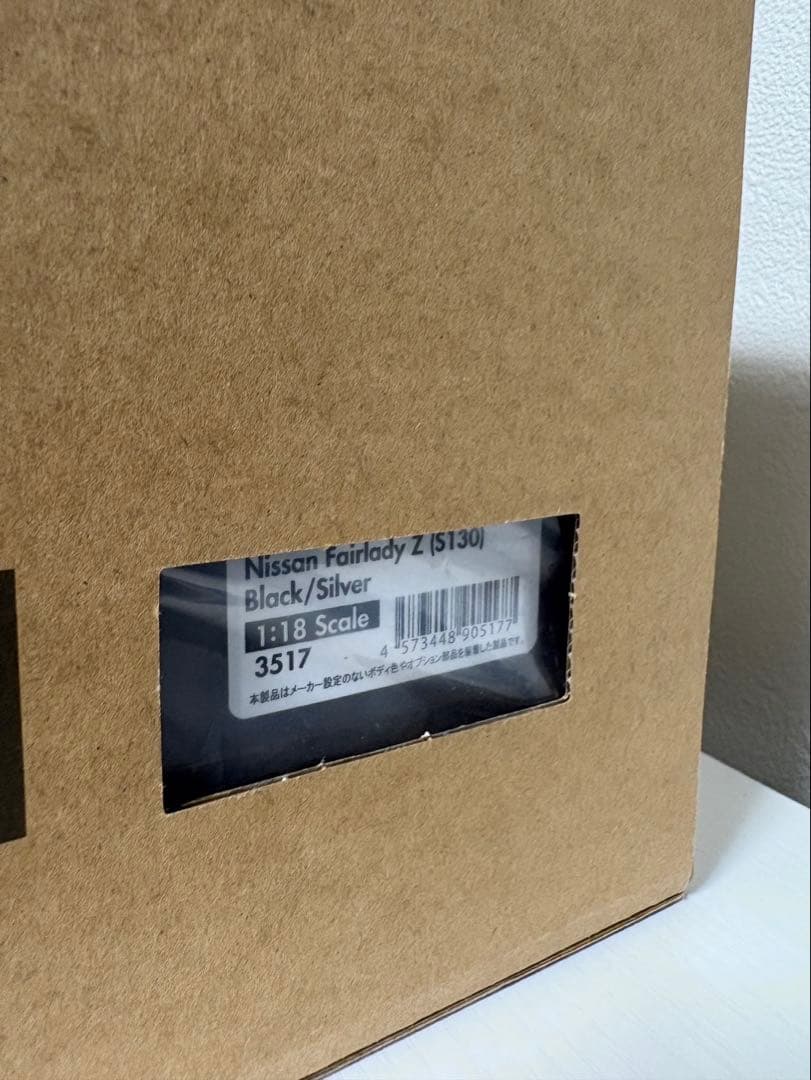 Nissan Fairlady Z (S130)
Black/Silver
1:18 Scale
3517
4 573448 905177
本製品はメーカー設定のないボディ色やオプション部品を装着した製品です。